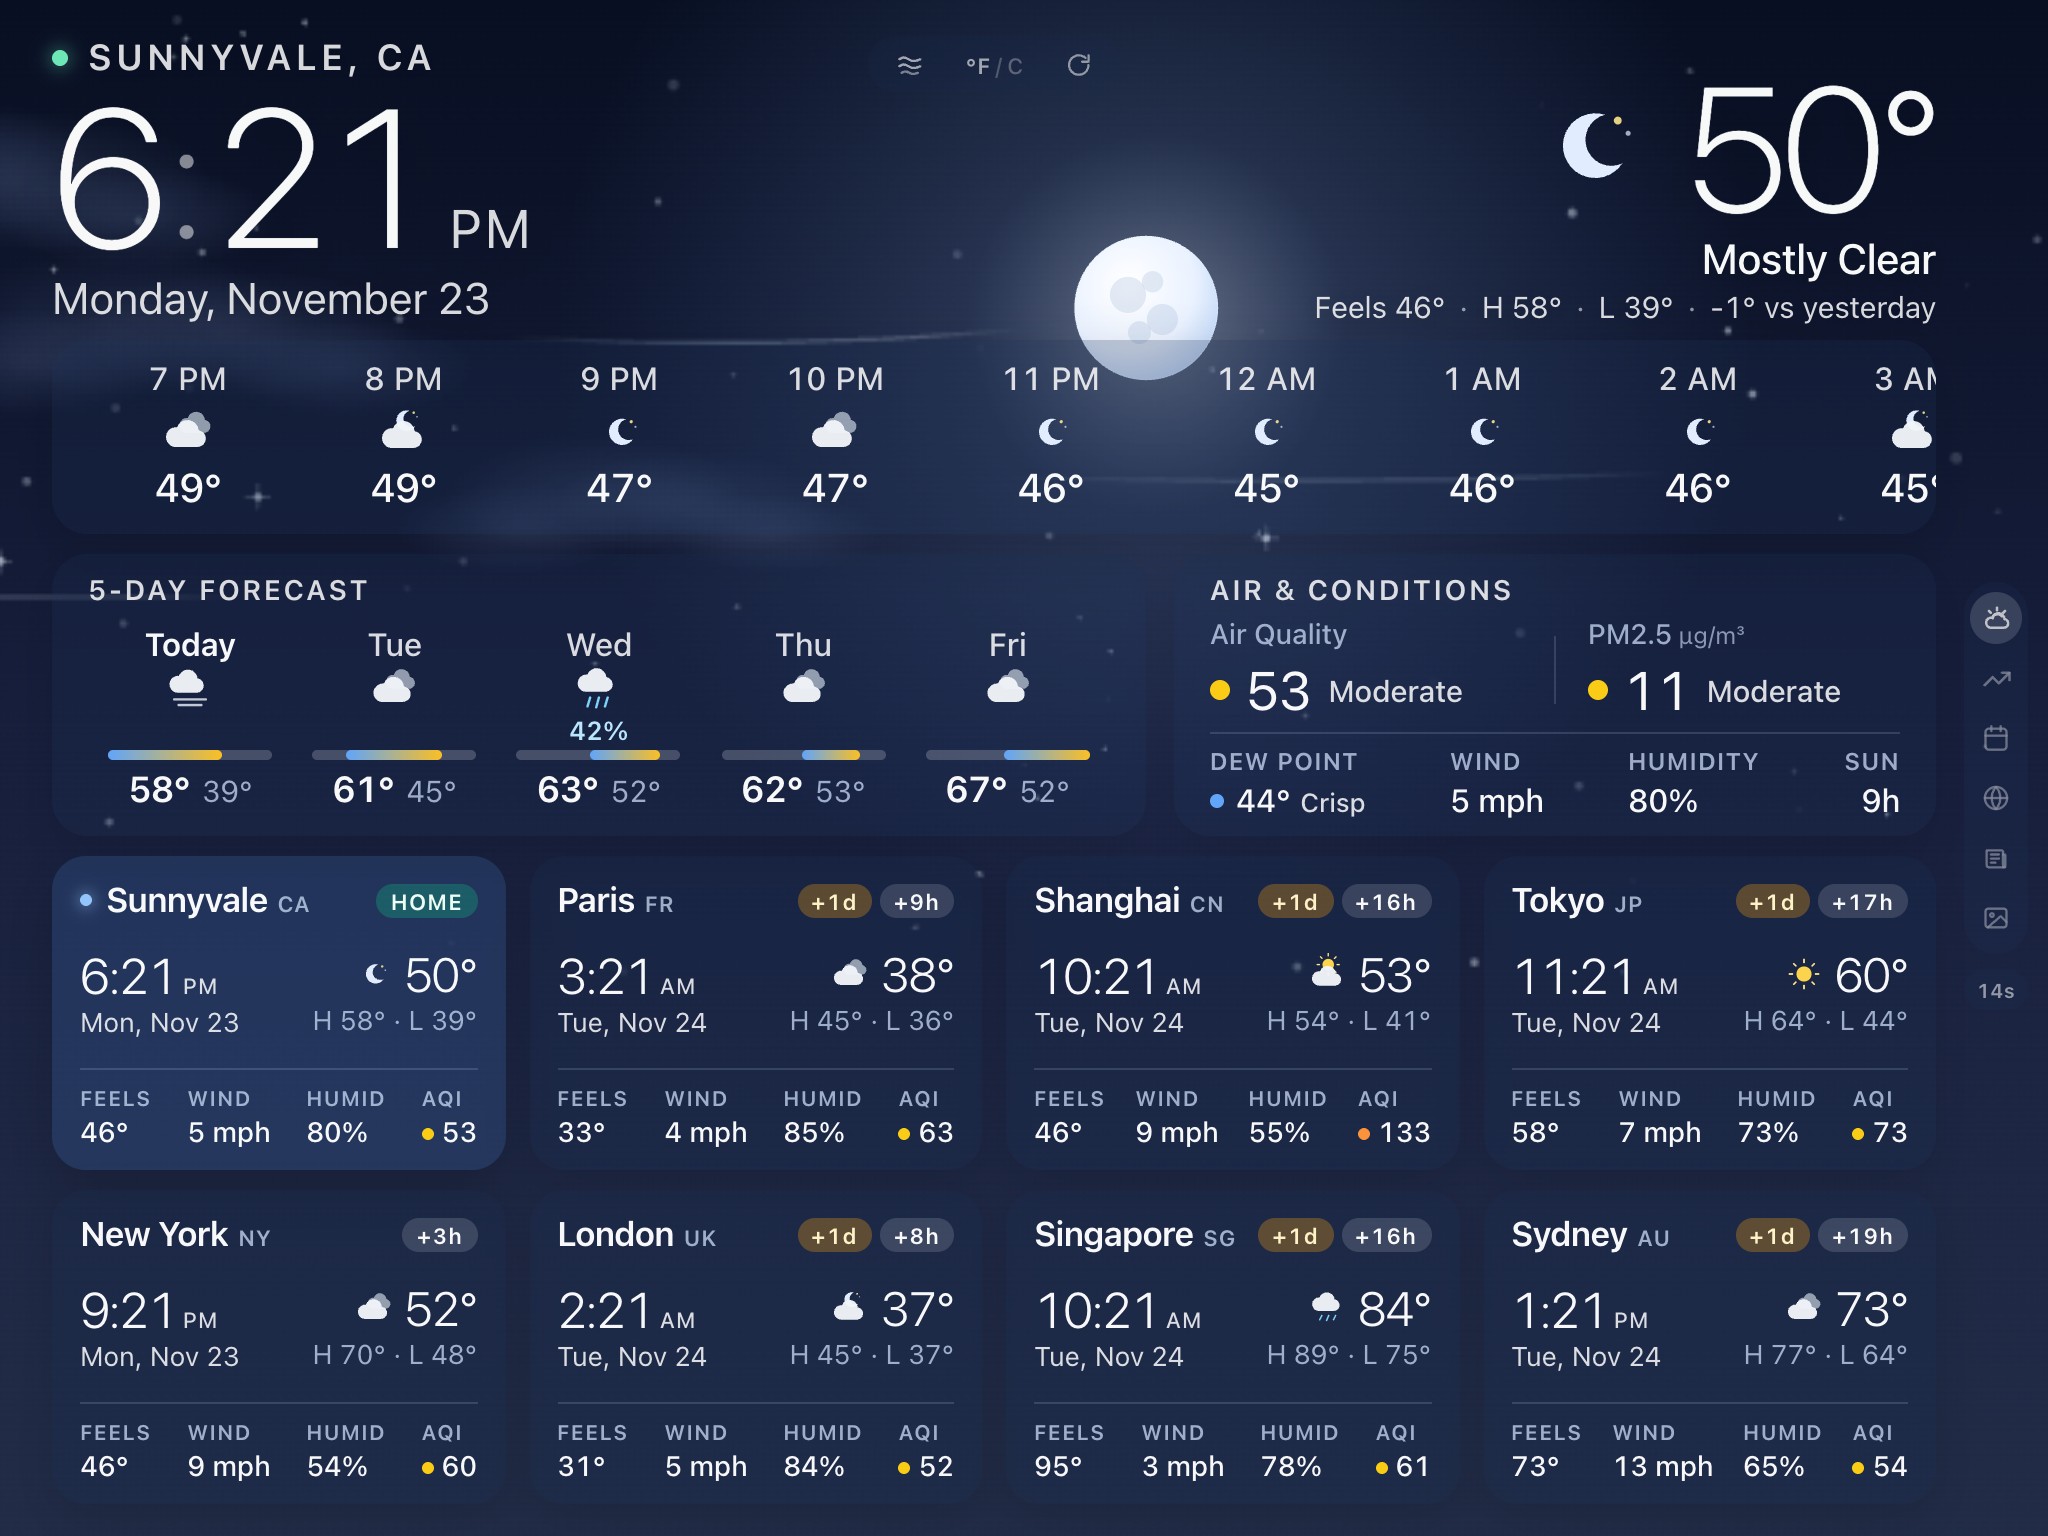 SUNNYVALE, CA
°F/C
6:21 PM
50°
Mostly Clear
Monday, November 23
Feels 46° · H 58° · L 39° · -1° vs yesterday
7 PM 8 PM 9 PM 10 PM 11 PM 12 AM 1 AM 2 AM 3 AM
49° 49° 47° 47° 46° 45° 46° 46° 45°
5-DAY FORECAST
Today Tue Wed Thu Fri
42%
58° 39° 61° 45° 63° 52° 62° 53° 67° 52°
AIR & CONDITIONS
Air Quality PM2.5 µg/m³
53 Moderate 11 Moderate
DEW POINT WIND HUMIDITY SUN
44° Crisp 5 mph 80% 9h
Sunnyvale CA HOME
6:21 PM 50°
Mon, Nov 23 H 58° · L 39°
FEELS WIND HUMID AQI
46° 5 mph 80% 53
Paris FR +1d +9h
3:21 AM 38°
Tue, Nov 24 H 45° · L 36°
FEELS WIND HUMID AQI
33° 4 mph 85% 63
Shanghai CN +1d +16h
10:21 AM 53°
Tue, Nov 24 H 54° · L 41°
FEELS WIND HUMID AQI
46° 9 mph 55% 133
Tokyo JP +1d +17h
11:21 AM 60°
Tue, Nov 24 H 64° · L 44°
FEELS WIND HUMID AQI
58° 7 mph 73% 73
14s
New York NY +3h
9:21 PM 52°
Mon, Nov 23 H 70° · L 48°
FEELS WIND HUMID AQI
46° 9 mph 54% 60
London UK +1d +8h
2:21 AM 37°
Tue, Nov 24 H 45° · L 37°
FEELS WIND HUMID AQI
31° 5 mph 84% 52
Singapore SG +1d +16h
10:21 AM 84°
Tue, Nov 24 H 89° · L 75°
FEELS WIND HUMID AQI
95° 3 mph 78% 61
Sydney AU +1d +19h
1:21 PM 73°
Tue, Nov 24 H 77° · L 64°
FEELS WIND HUMID AQI
73° 13 mph 65% 54